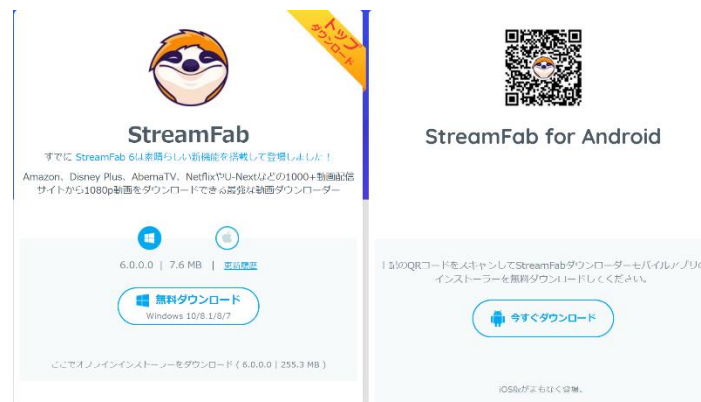 トップ
ダウンロード
StreamFab
すでに StreamFab 6は素晴らしい新機能を搭載して登場しました！
Amazon、Disney Plus、AbemaTV、NetflixやU-Nextなどの1000+動画配信
サイトから1080p動画をダウンロードできる最強な動画ダウンローダー
6.0.0.0 | 7.6 MB | 更新履歴
無料ダウンロード
Windows 10/8.1/8/7
ここでオフラインインストーラーをダウンロード ( 6.0.0.0 | 255.3 MB )
StreamFab for Android
のQRコードをスキャンしてStreamFabダウンローダーモバイルアプリの
インストーラーを無料ダウンロードしてください。
今すぐダウンロード
iOS版がまもなく登場。